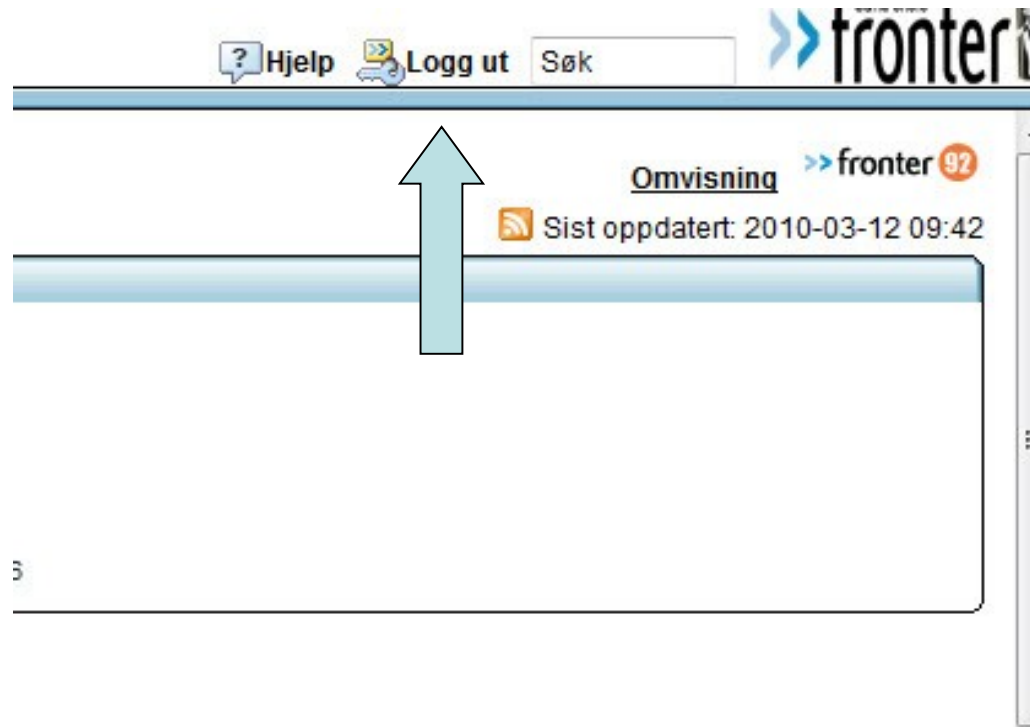 Hjelp Logg ut Søk fronter
Omvisning fronter 92
Sist oppdatert: 2010-03-12 09:42